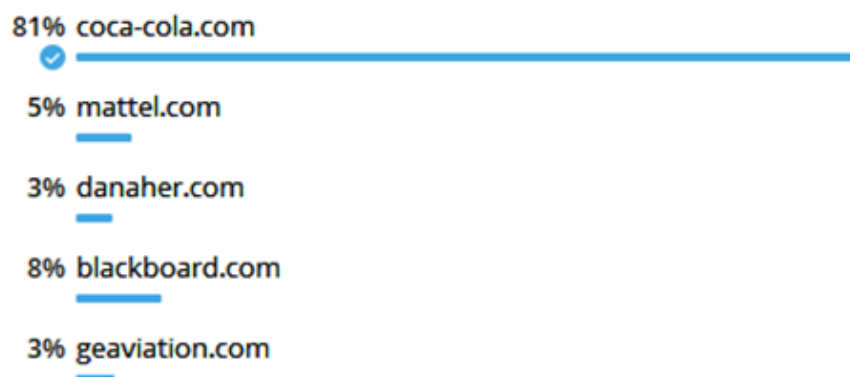 81% coca-cola.com
5% mattel.com
3% danaher.com
8% blackboard.com
3% geaviation.com